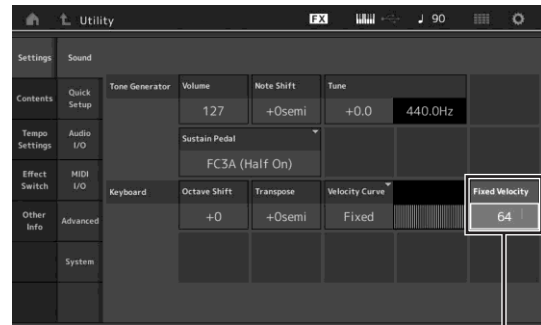 Utility FX ♩ 90
Settings Sound
Contents Quick Setup
Tempo Settings Audio I/O
Effect Switch MIDI I/O
Other Info Advanced
System
Tone Generator Volume Note Shift Tune
127 +0semi +0.0 440.0Hz
Sustain Pedal
FC3A (Half On)
Keyboard Octave Shift Transpose Velocity Curve Fixed Velocity
+0 +0semi Fixed 64